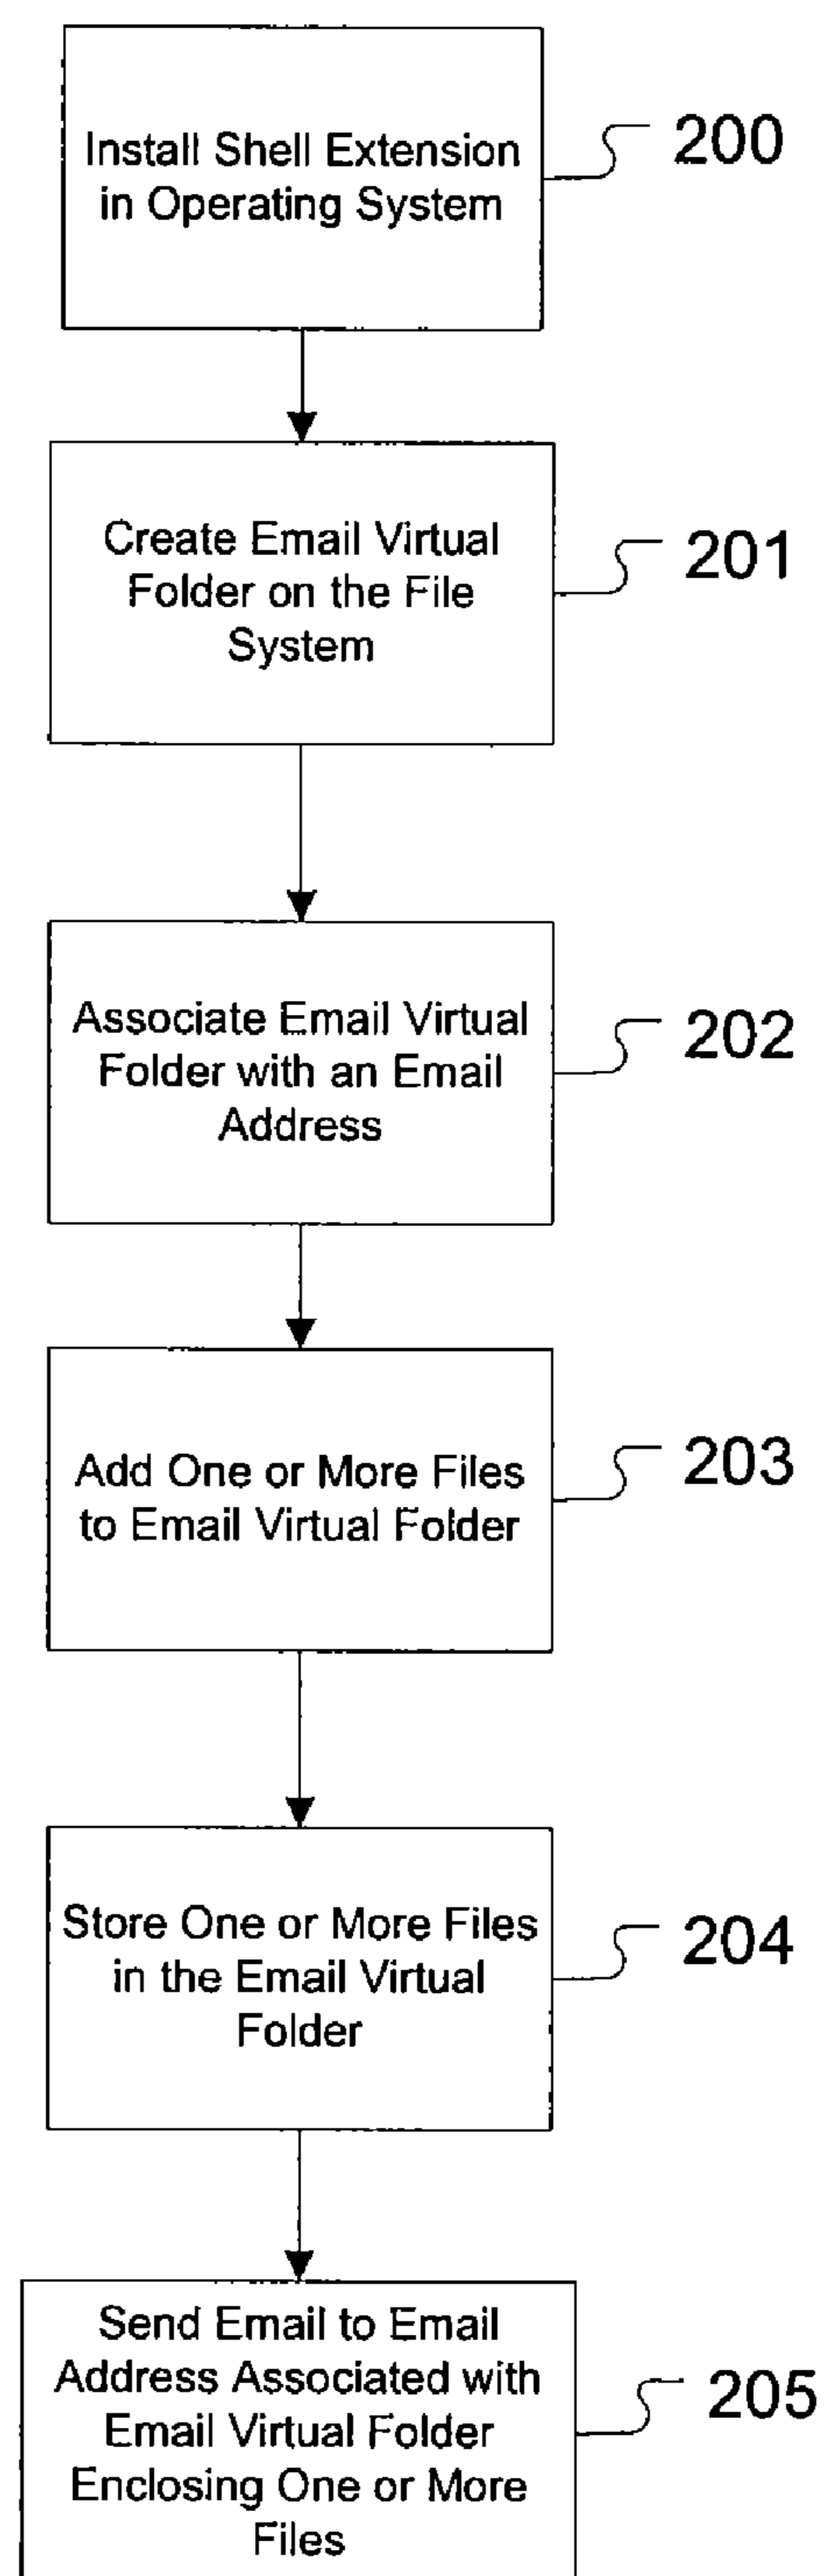 Install Shell Extension
in Operating System
200
Create Email Virtual
Folder on the File
System
201
Associate Email Virtual
Folder with an Email
Address
202
Add One or More Files
to Email Virtual Folder
203
Store One or More Files
in the Email Virtual
Folder
204
Send Email to Email
Address Associated with
Email Virtual Folder
Enclosing One or More
Files
205